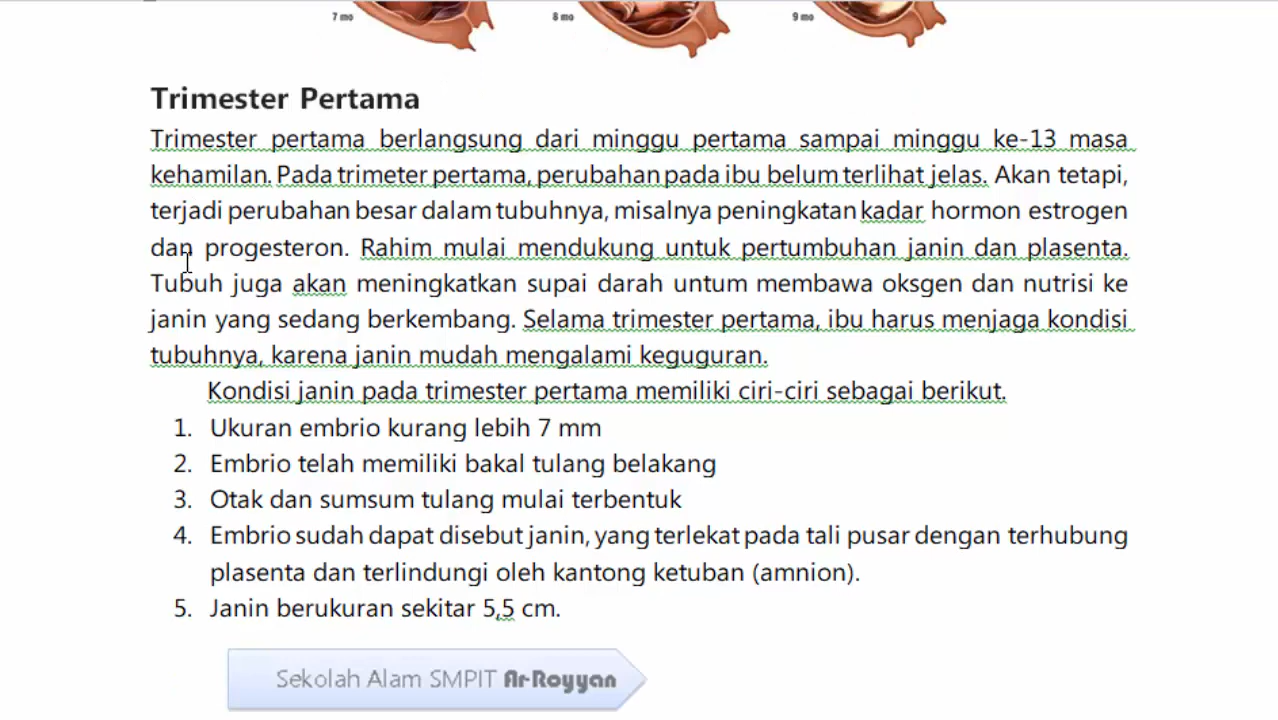 7 mo
8 mo
9 mo
Trimester Pertama
Trimester pertama berlangsung dari minggu pertama sampai minggu ke-13 masa
kehamilan. Pada trimeter pertama, perubahan pada ibu belum terlihat jelas. Akan tetapi,
terjadi perubahan besar dalam tubuhnya, misalnya peningkatan kadar hormon estrogen
dan progesteron. Rahim mulai mendukung untuk pertumbuhan janin dan plasenta.
Tubuh juga akan meningkatkan supai darah untum membawa oksgen dan nutrisi ke
janin yang sedang berkembang. Selama trimester pertama, ibu harus menjaga kondisi
tubuhnya, karena janin mudah mengalami keguguran.
Kondisi janin pada trimester pertama memiliki ciri-ciri sebagai berikut.
1. Ukuran embrio kurang lebih 7 mm
2. Embrio telah memiliki bakal tulang belakang
3. Otak dan sumsum tulang mulai terbentuk
4. Embrio sudah dapat disebut janin, yang terlekat pada tali pusar dengan terhubung
plasenta dan terlindungi oleh kantong ketuban (amnion).
5. Janin berukuran sekitar 5,5 cm.
Sekolah Alam SMPIT Ar-Royyan